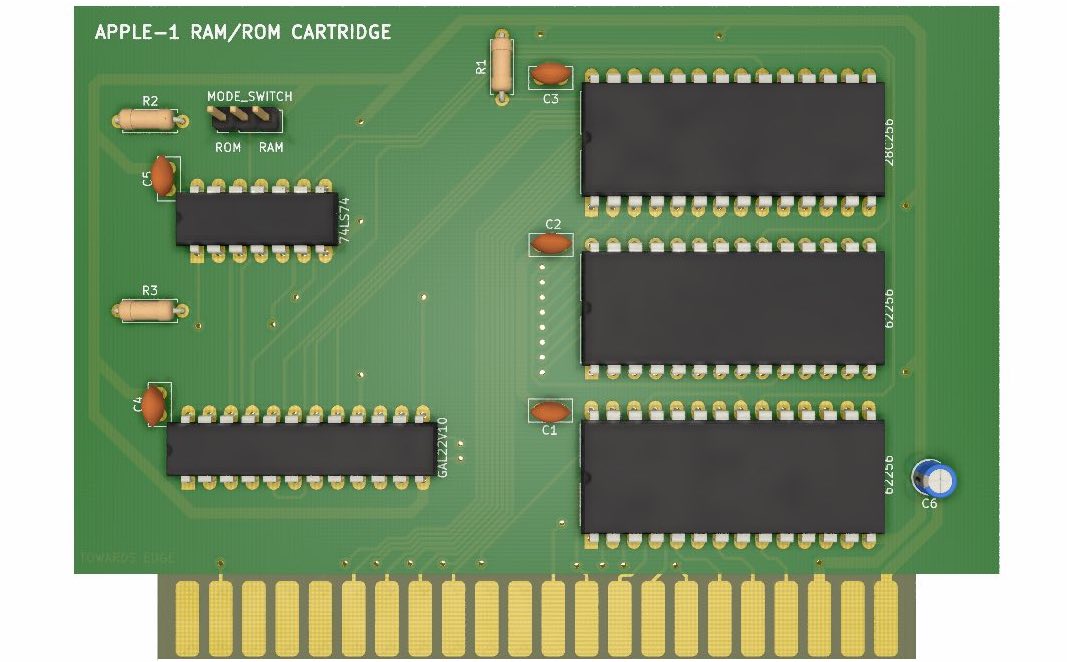 APPLE-1 RAM/ROM CARTRIDGE
R1
C3
28C256
R2
MODE_SWITCH
ROM RAM
C5
74LS74
C2
62256
R3
C4
GAL22V10
C1
62256
C6
TOWARDS EDGE